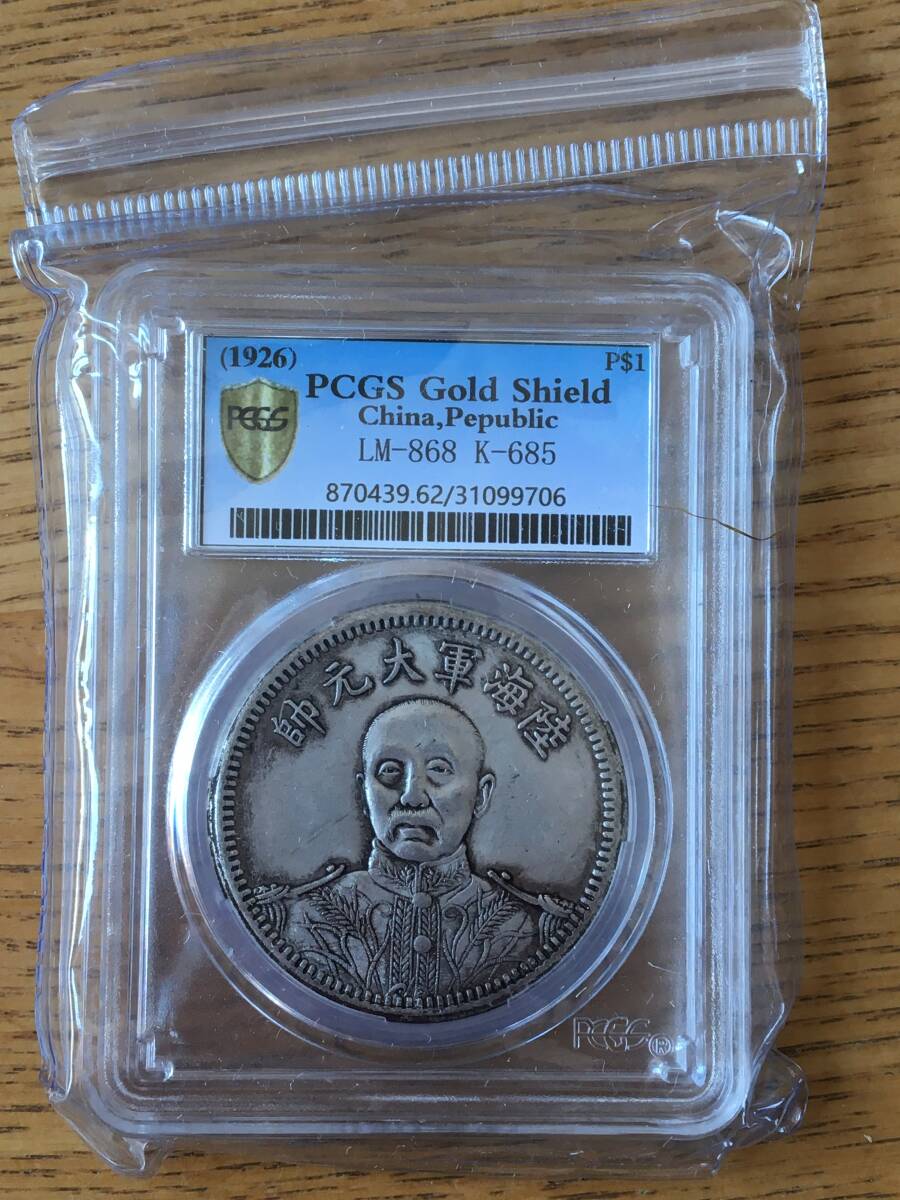 (1926) P$1
PCGS Gold Shield
PCGS
China,Pepublic
LM-868 K-685
870439.62/31099706
陸海軍大元帥
PCGS®